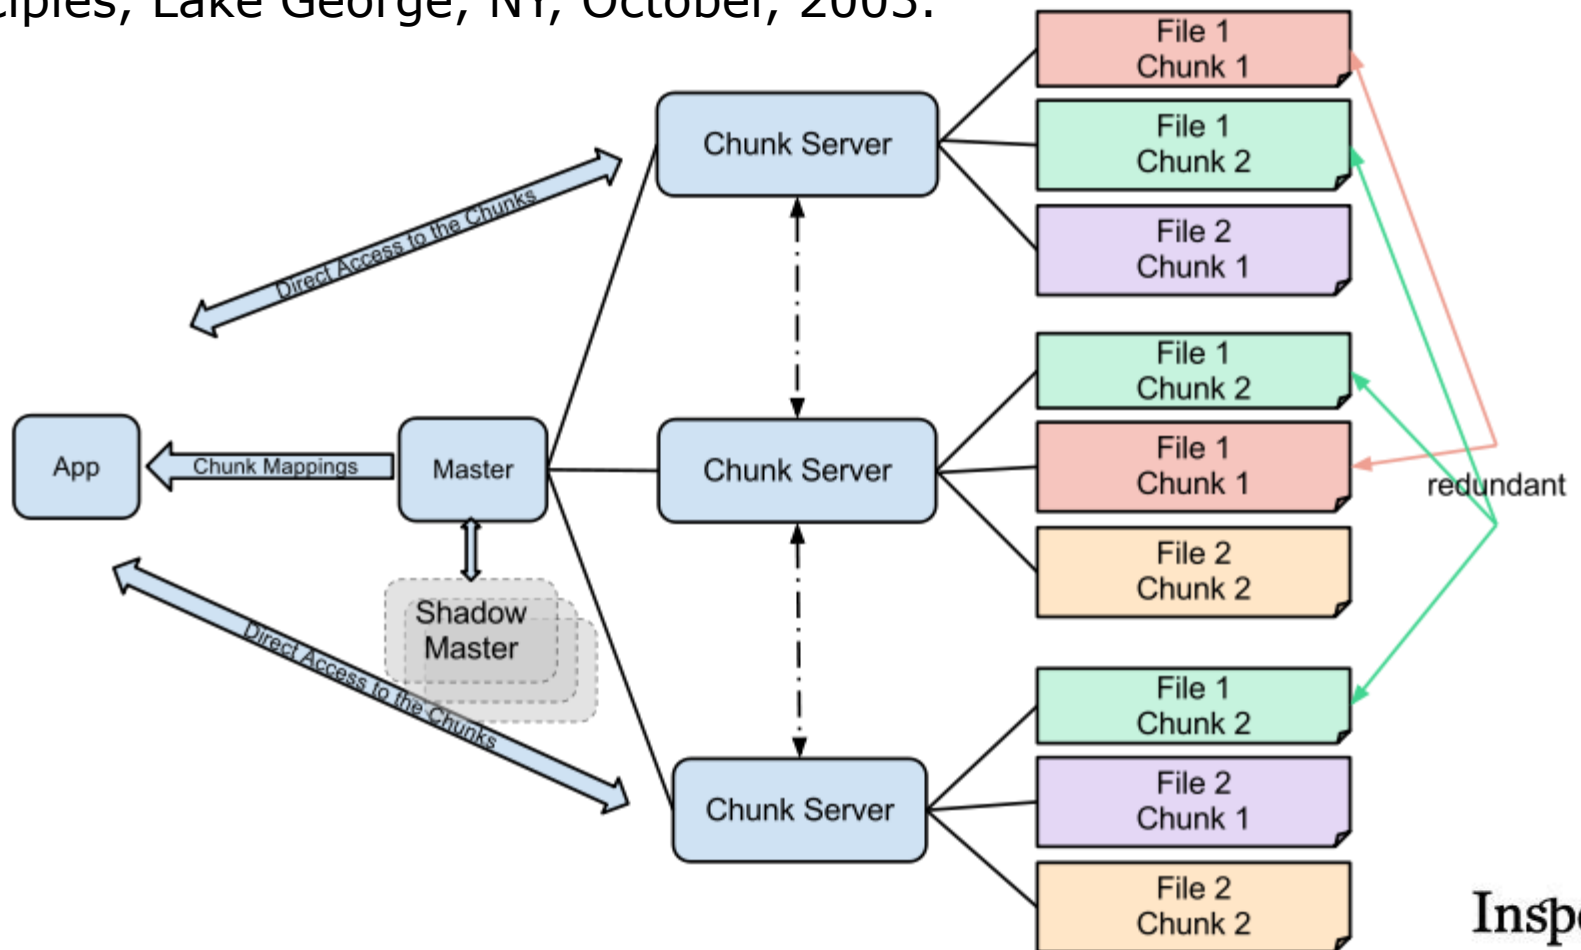 ciples, Lake George, NY, October, 2003.
File 1
Chunk 1
File 1
Chunk 2
File 2
Chunk 1
Chunk Server
Direct Access to the Chunks
File 1
Chunk 2
File 1
Chunk 1
File 2
Chunk 2
redundant
Chunk Server
App
Chunk Mappings
Master
Shadow
Master
Direct Access to the Chunks
File 1
Chunk 2
File 2
Chunk 1
File 2
Chunk 2
Chunk Server
Inspe